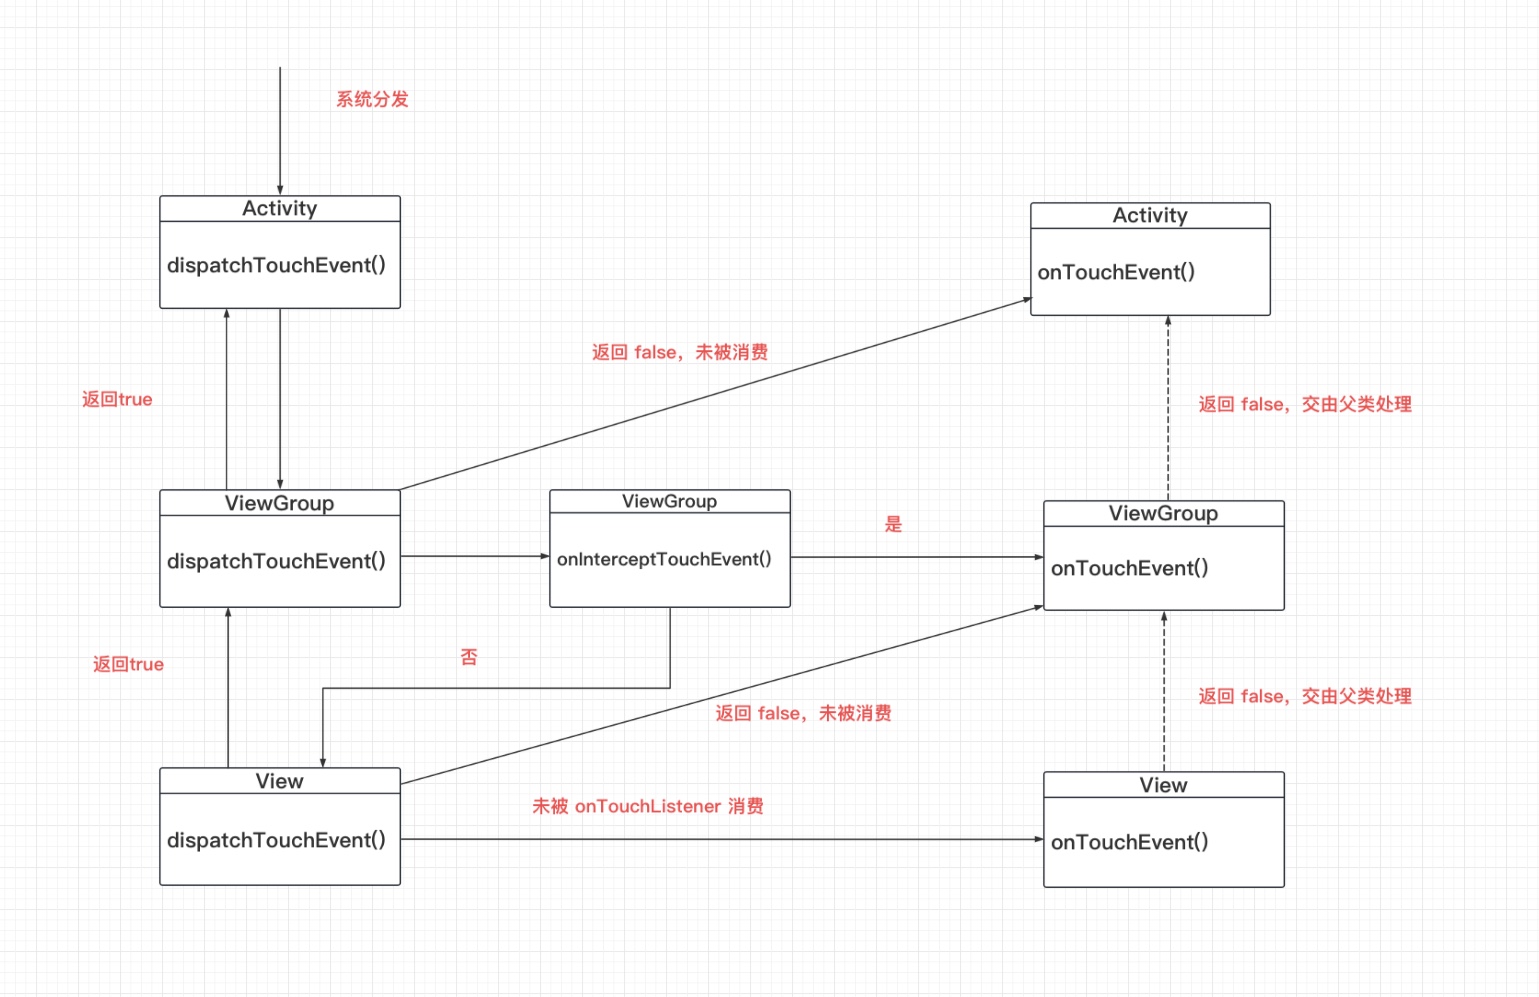 系统分发
Activity
dispatchTouchEvent()
Activity
onTouchEvent()
返回 false，未被消费
返回true
返回 false，交由父类处理
ViewGroup
dispatchTouchEvent()
ViewGroup
onInterceptTouchEvent()
是
ViewGroup
onTouchEvent()
返回true
否
返回 false，未被消费
返回 false，交由父类处理
View
dispatchTouchEvent()
未被 onTouchListener 消费
View
onTouchEvent()